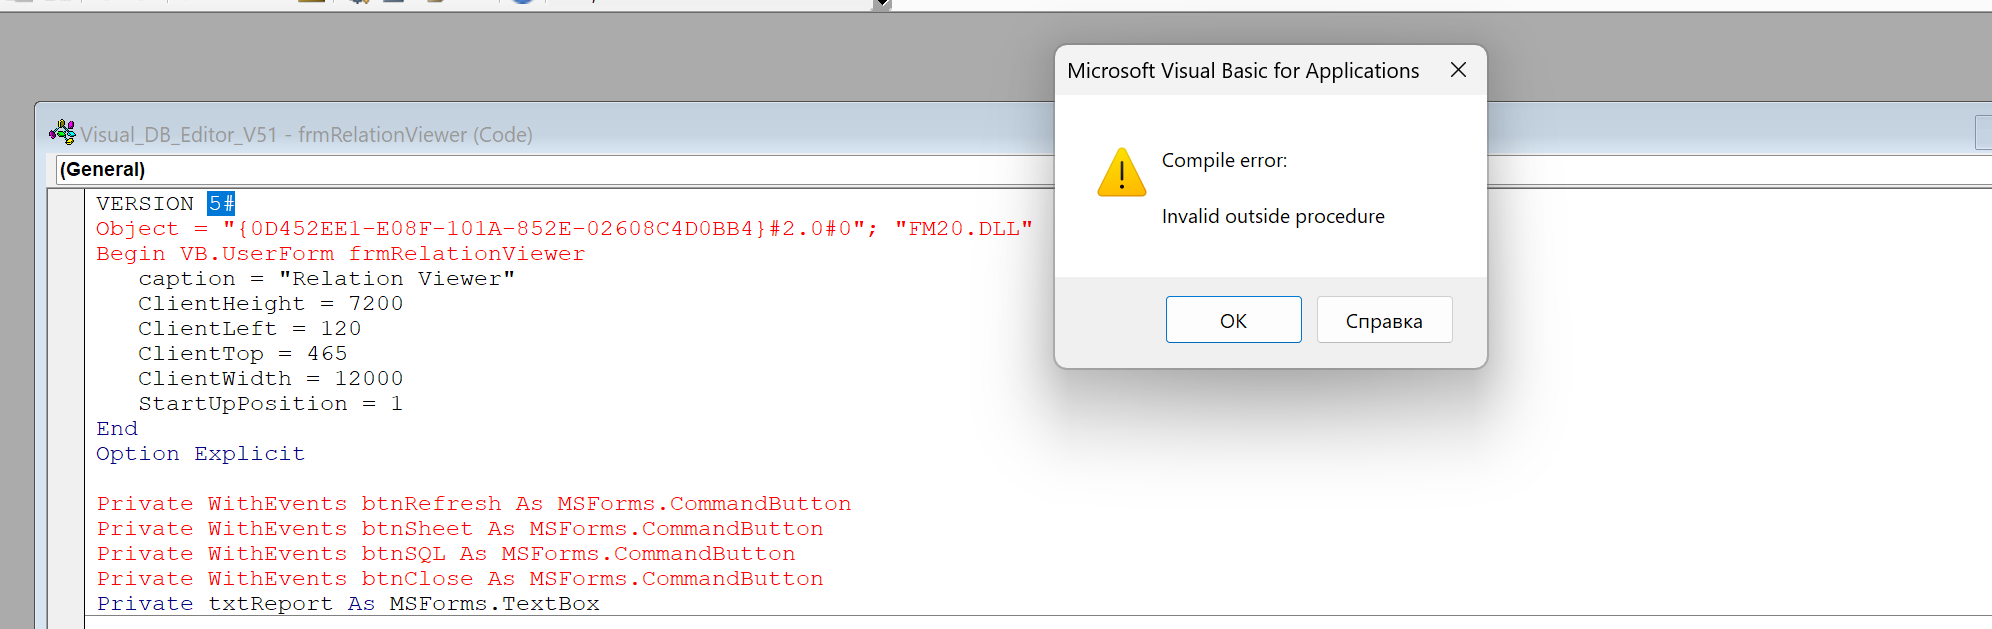 Microsoft Visual Basic for Applications
Visual_DB_Editor_V51 - frmRelationViewer (Code)
Compile error:
(General)
VERSION 5#
Invalid outside procedure
Object = "{0D452EE1-E08F-101A-852E-02608C4D0BB4}#2.0#0"; "FM20.DLL"
Begin VB.UserForm frmRelationViewer
caption = "Relation Viewer"
ClientHeight = 7200
ClientLeft = 120
OK
Справка
ClientTop = 465
ClientWidth = 12000
StartUpPosition = 1
End
Option Explicit
Private WithEvents btnRefresh As MSForms.CommandButton
Private WithEvents btnSheet As MSForms.CommandButton
Private WithEvents btnSQL As MSForms.CommandButton
Private WithEvents btnClose As MSForms.CommandButton
Private txtReport As MSForms.TextBox